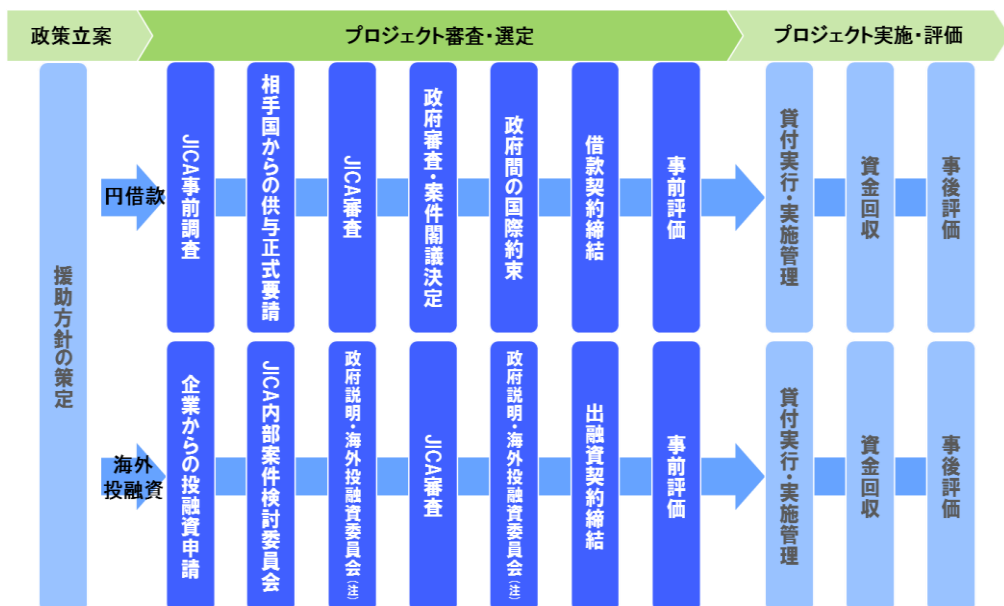 政策立案
プロジェクト審査・選定
プロジェクト実施・評価
援助方針の策定
円借款
JICA事前調査
相手国からの供与正式要請
JICA審査
政府審査・案件閣議決定
政府間の国際約束
借款契約締結
事前評価
貸付実行・実施管理
資金回収
事後評価
海外
投融資
企業からの投融資申請
JICA内部案件検討委員会
政府説明・海外投融資委員会(注)
JICA審査
政府説明・海外投融資委員会(注)
出融資契約締結
事前評価
貸付実行・実施管理
資金回収
事後評価